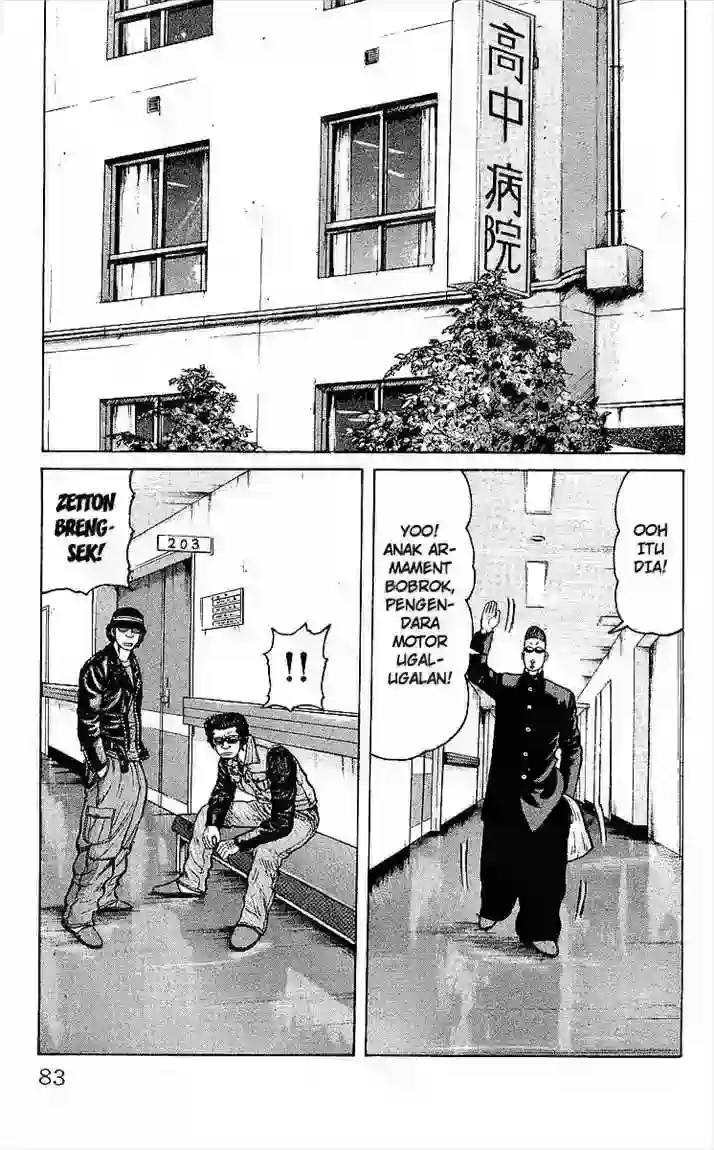 高中病院
OOH
ITU
DIA!
YOO!
ANAK AR-
MAMENT
BOBROK,
PENGEN-
DARA
MOTOR
UGAL-
UGALAN!
!!
203
ZETTON
BRENG-
SEK!
83